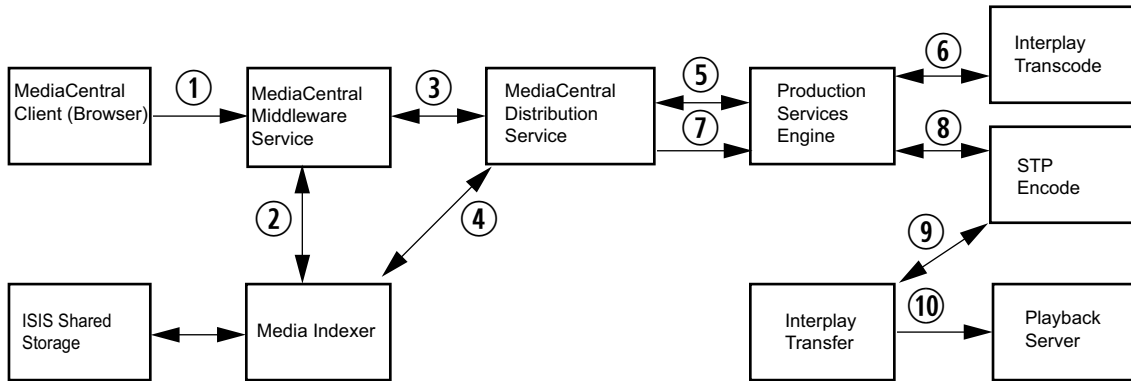 MediaCentral
Client (Browser)
①
MediaCentral
Middleware
Service
③
MediaCentral
Distribution
Service
⑤
⑦
Production
Services
Engine
⑥
Interplay
Transcode
⑧
STP
Encode
②
④
⑨
ISIS Shared
Storage
Media Indexer
Interplay
Transfer
⑩
Playback
Server